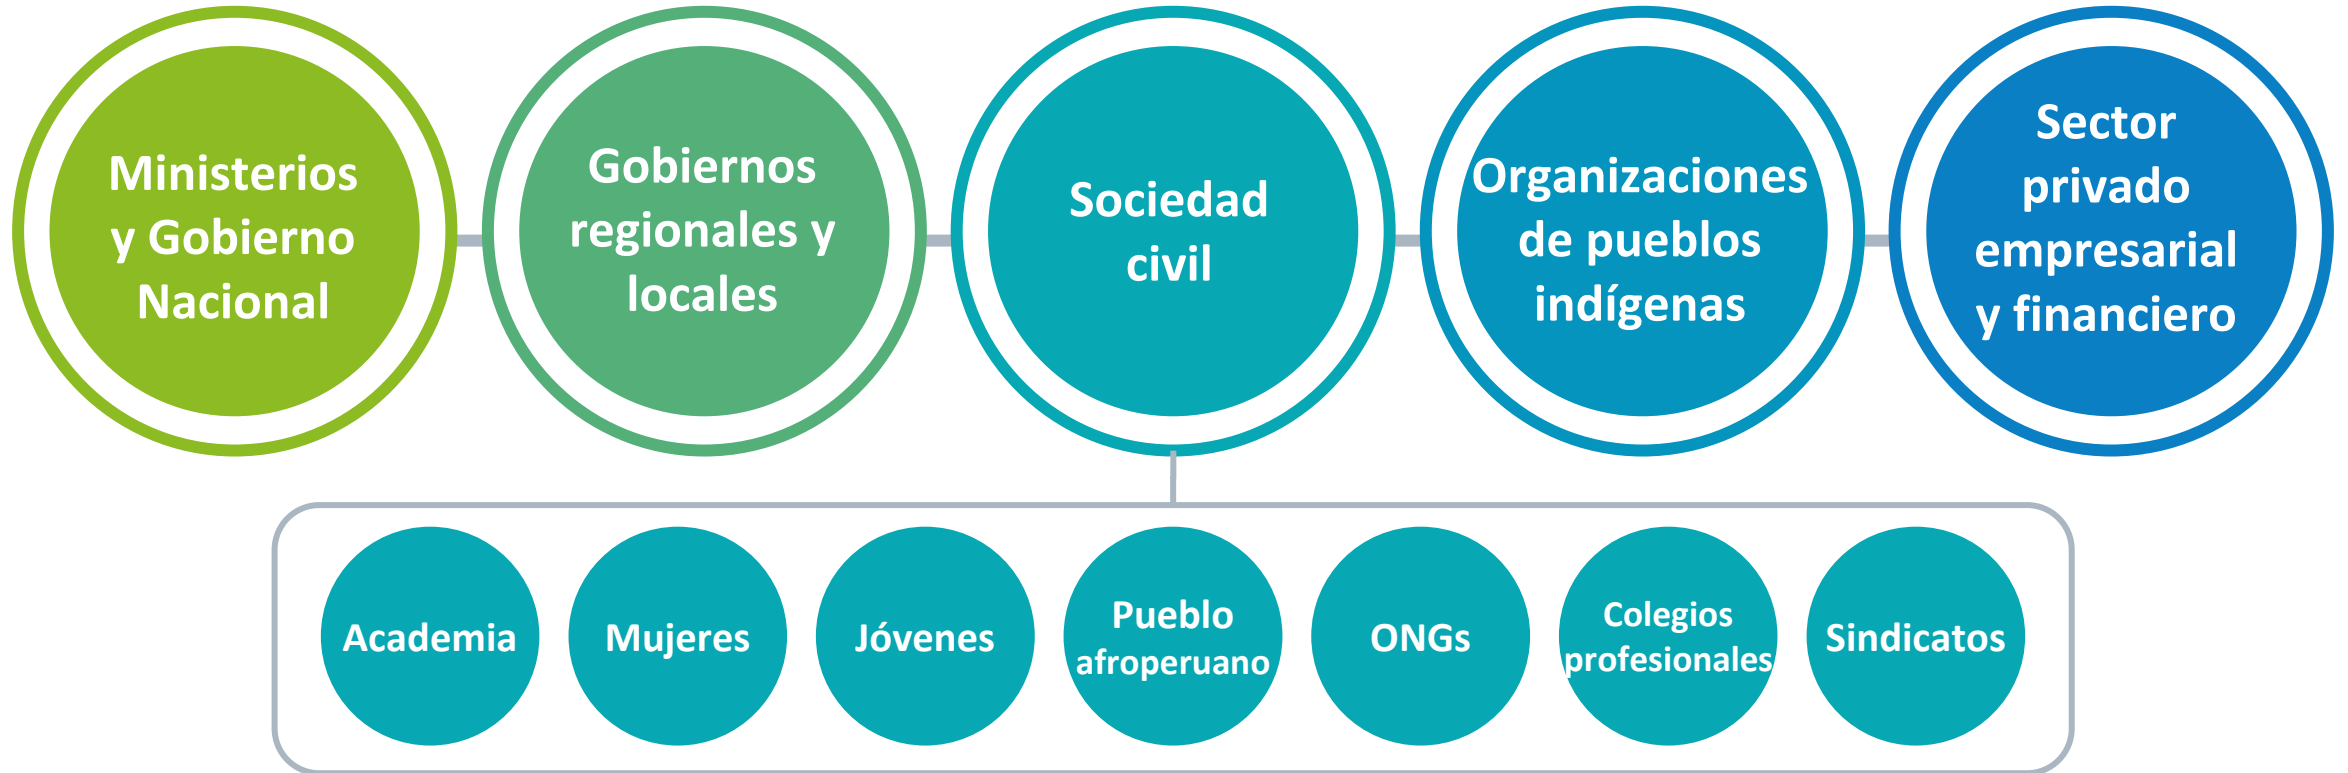 Ministerios
y Gobierno
Nacional
Gobiernos
regionales y
locales
Sociedad
civil
Organizaciones
de pueblos
indígenas
Sector
privado
empresarial
y financiero
Academia
Mujeres
Jóvenes
Pueblo
afroperuano
ONGs
Colegios
profesionales
Sindicatos